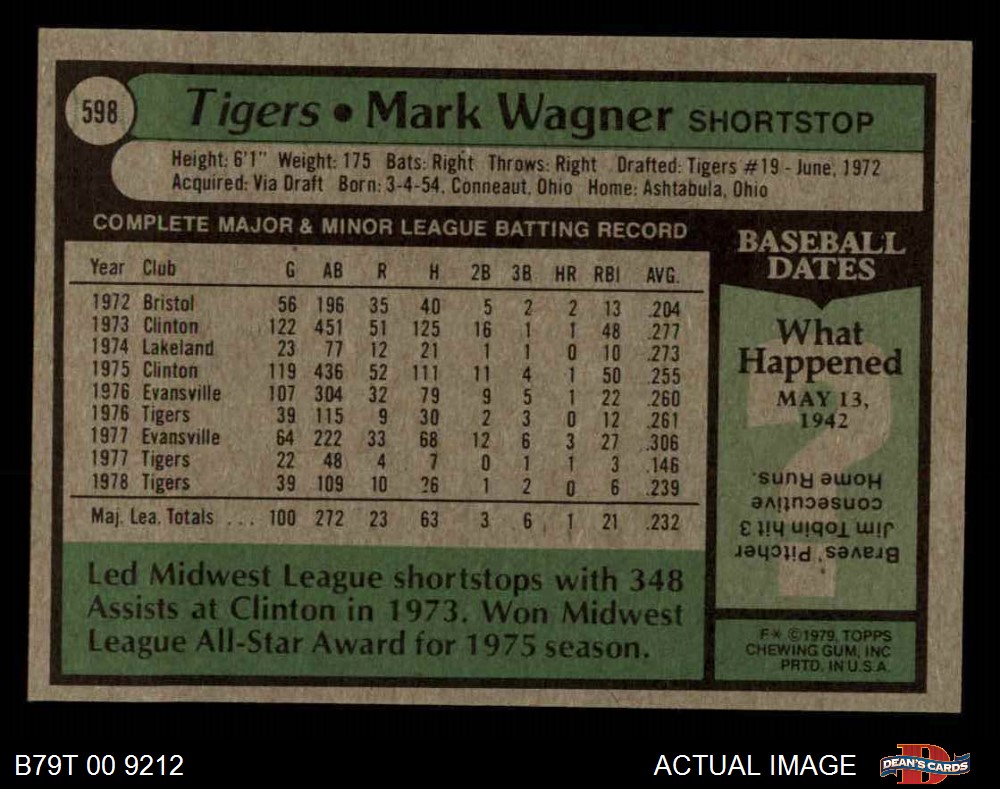 598
Tigers • Mark Wagner SHORTSTOP
Height: 6'1" Weight: 175 Bats: Right Throws: Right Drafted: Tigers #19 - June, 1972
Acquired: Via Draft Born: 3-4-54, Conneaut, Ohio Home: Ashtabula, Ohio
COMPLETE MAJOR & MINOR LEAGUE BATTING RECORD
Year Club G AB R H 2B 3B HR RBI AVG.
1972 Bristol 56 196 35 40 5 2 2 13 .204
1973 Clinton 122 451 51 125 16 1 1 48 .277
1974 Lakeland 23 77 12 21 1 1 0 10 .273
1975 Clinton 119 436 52 111 11 4 1 50 .255
1976 Evansville 107 304 32 79 9 5 1 22 .260
1976 Tigers 39 115 9 30 2 3 0 12 .261
1977 Evansville 64 222 33 68 12 6 3 27 .306
1977 Tigers 22 48 4 7 0 1 1 3 .146
1978 Tigers 39 109 10 26 1 2 0 6 .239
Maj. Lea. Totals ... 100 272 23 63 3 6 1 21 .232
Led Midwest League shortstops with 348
Assists at Clinton in 1973. Won Midwest
League All-Star Award for 1975 season.
BASEBALL
DATES
What
Happened
MAY 13,
1942
?
Braves' Pitcher
Jim Tobin hit 3
consecutive
Home Runs.
F* ©1979, TOPPS
CHEWING GUM, INC
PRTD. IN U.S.A.
B79T 00 9212
ACTUAL IMAGE
D
DEAN'S CARDS